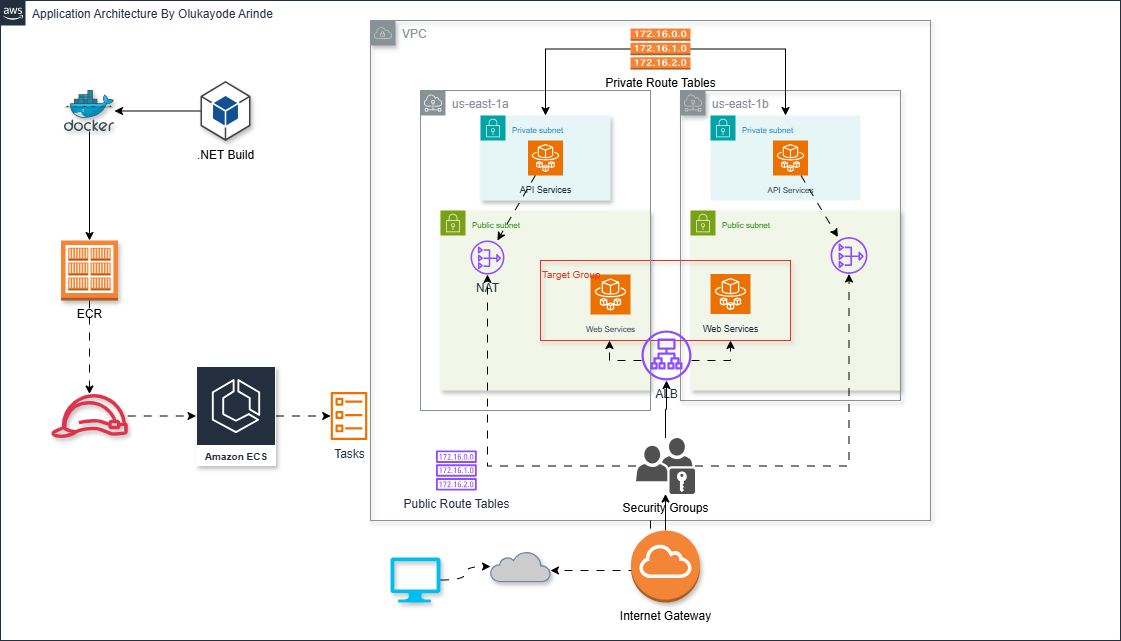 aws
Application Architecture By Olukayode Arinde
VPC
172.16.0.0
172.16.1.0
172.16.2.0
Private Route Tables
us-east-1a
us-east-1b
Private subnet
Private subnet
API Services
API Services
docker
.NET Build
Public subnet
Public subnet
NAT
Target Group
Web Services
Web Services
ECR
ALB
Amazon ECS
Tasks
172.16.0.0
172.16.1.0
172.16.2.0
Public Route Tables
Security Groups
Internet Gateway